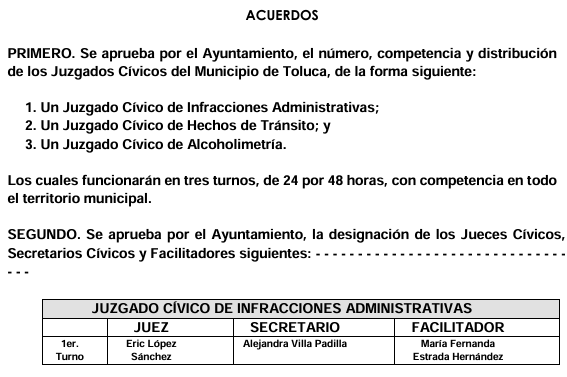 ACUERDOS
PRIMERO. Se aprueba por el Ayuntamiento, el número, competencia y distribución
de los Juzgados Cívicos del Municipio de Toluca, de la forma siguiente:
1. Un Juzgado Cívico de Infracciones Administrativas;
2. Un Juzgado Cívico de Hechos de Tránsito; y
3. Un Juzgado Cívico de Alcoholimetría.
Los cuales funcionarán en tres turnos, de 24 por 48 horas, con competencia en todo
el territorio municipal.
SEGUNDO. Se aprueba por el Ayuntamiento, la designación de los Jueces Cívicos,
Secretarios Cívicos y Facilitadores siguientes: - - - - - - - - - - - - - - - - - - - - - - - - - - - - - -
- - -
JUZGADO CÍVICO DE INFRACCIONES ADMINISTRATIVAS
JUEZ SECRETARIO FACILITADOR
1er. Eric López Alejandra Villa Padilla María Fernanda
Turno Sánchez Estrada Hernández